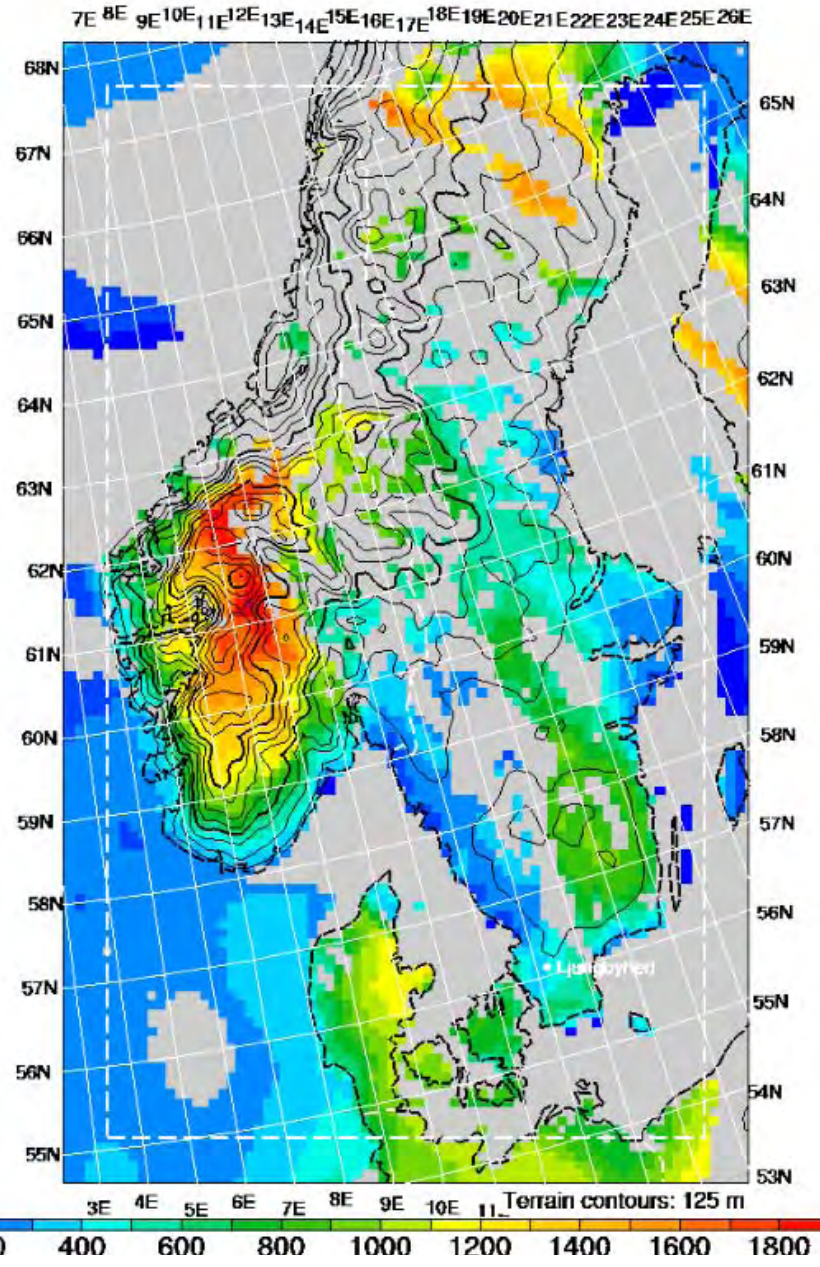 7E 8E 9E 10E 11E 12E 13E 14E 15E 16E 17E 18E 19E 20E 21E 22E 23E 24E 25E 26E
68N
65N
67N
64N
66N
63N
65N
62N
64N
61N
63N
60N
62N
59N
61N
58N
60N
57N
59N
56N
58N
Ljungbyhed
57N
55N
56N
54N
55N
53N
3E 4E 5E 6E 7E 8E 9E 10E Terrain contours: 125 m
400 600 800 1000 1200 1400 1600 1800